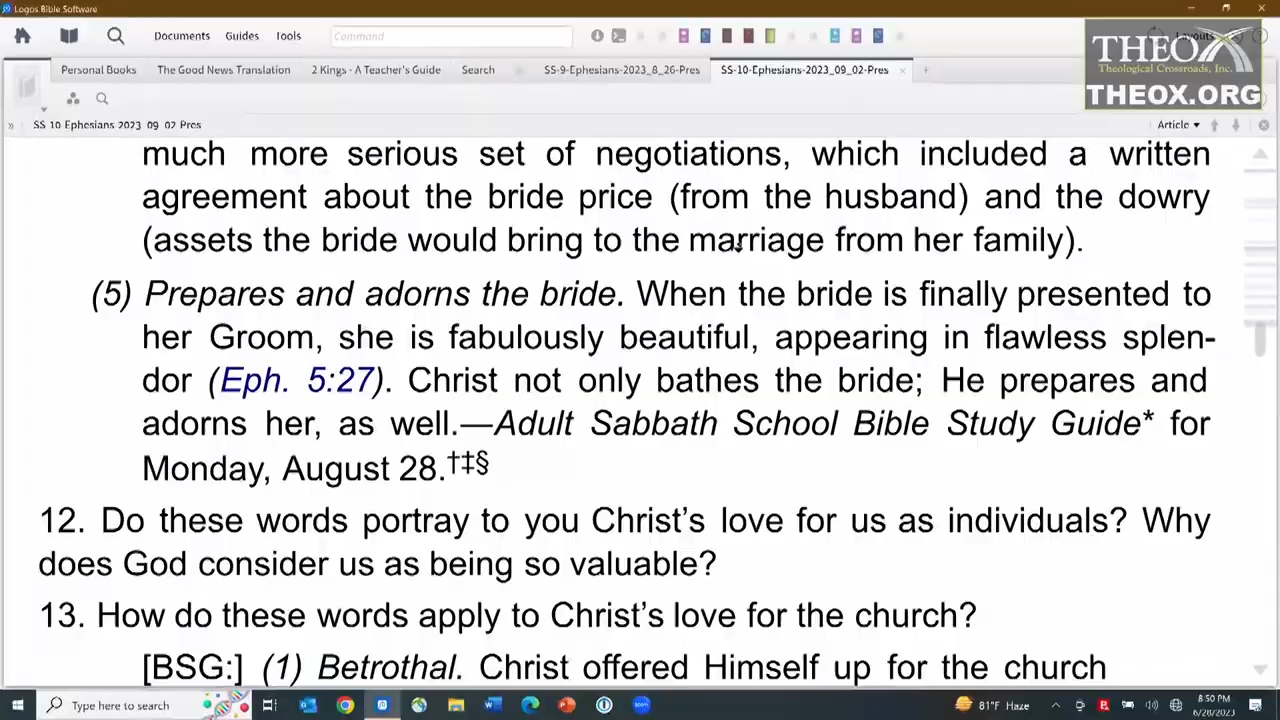 Logos Bible Software
Documents Guides Tools Command Layouts
THEOX
Theological Crossroads, Inc.
THEOX.ORG
Personal Books The Good News Translation 2 Kings - A Teacher's Gui Sear SS-9-Ephesians-2023_8_26-Pres SS-10-Ephesians-2023_09_02-Pres × +
» SS 10 Ephesians 2023 09 02 Pres Article
much more serious set of negotiations, which included a written
agreement about the bride price (from the husband) and the dowry
(assets the bride would bring to the marriage from her family).
(5) Prepares and adorns the bride. When the bride is finally presented to
her Groom, she is fabulously beautiful, appearing in flawless splen-
dor (Eph. 5:27). Christ not only bathes the bride; He prepares and
adorns her, as well.—Adult Sabbath School Bible Study Guide* for
Monday, August 28.†‡§
12. Do these words portray to you Christ's love for us as individuals? Why
does God consider us as being so valuable?
13. How do these words apply to Christ's love for the church?
[BSG:] (1) Betrothal. Christ offered Himself up for the church
Type here to search 81°F Haze 8:50 PM
6/28/2023